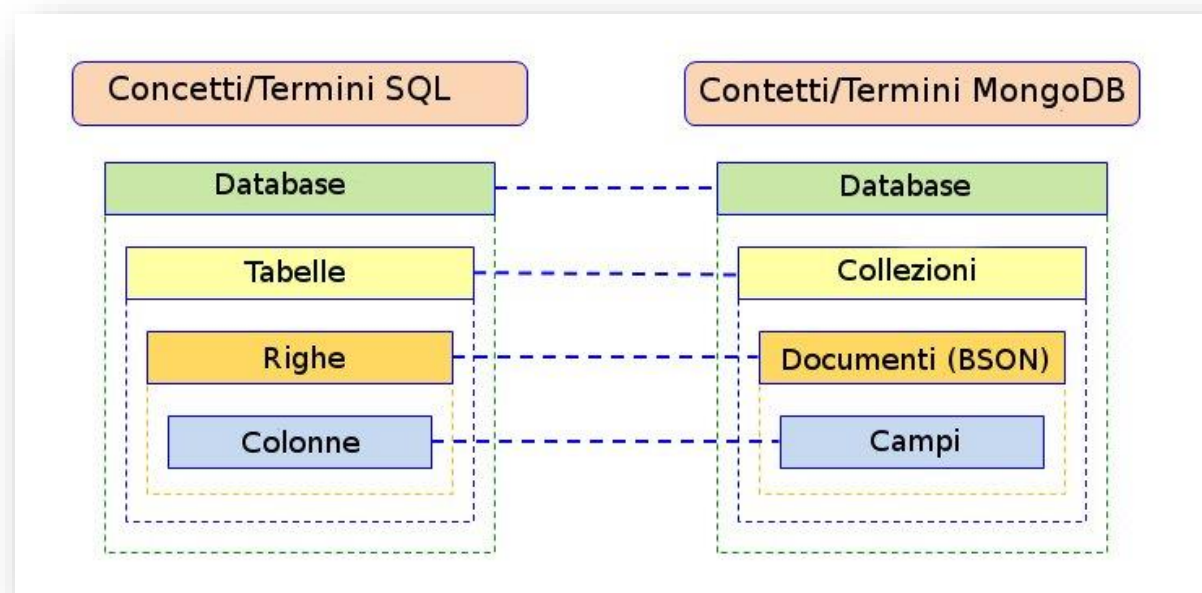 Concetti/Termini SQL
Contetti/Termini MongoDB
Database
Database
Tabelle
Collezioni
Righe
Documenti (BSON)
Colonne
Campi